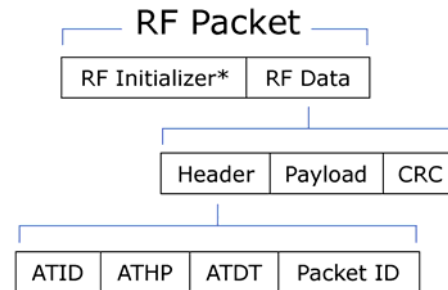 RF Packet
RF Initializer* RF Data
Header Payload CRC
ATID ATHP ATDT Packet ID